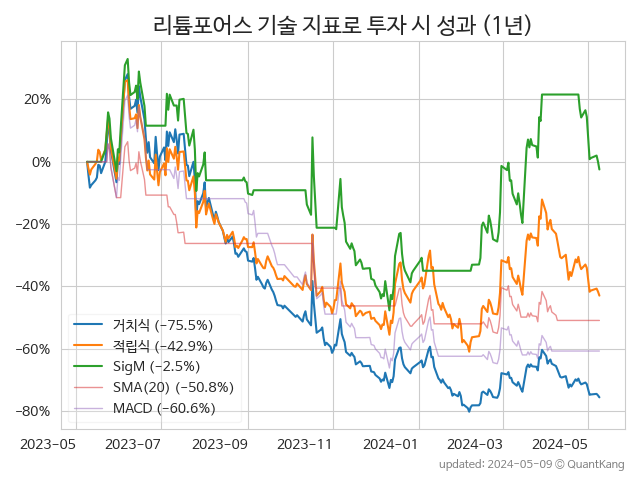 리튬포어스 기술 지표로 투자 시 성과 (1년)
20%
0%
−20%
−40%
−60%
−80%
거치식 (−75.5%)
적립식 (−42.9%)
SigM (−2.5%)
SMA(20) (−50.8%)
MACD (−60.6%)
2023−05 2023−07 2023−09 2023−11 2024−01 2024−03 2024−05
updated: 2024−05−09 © QuantKang